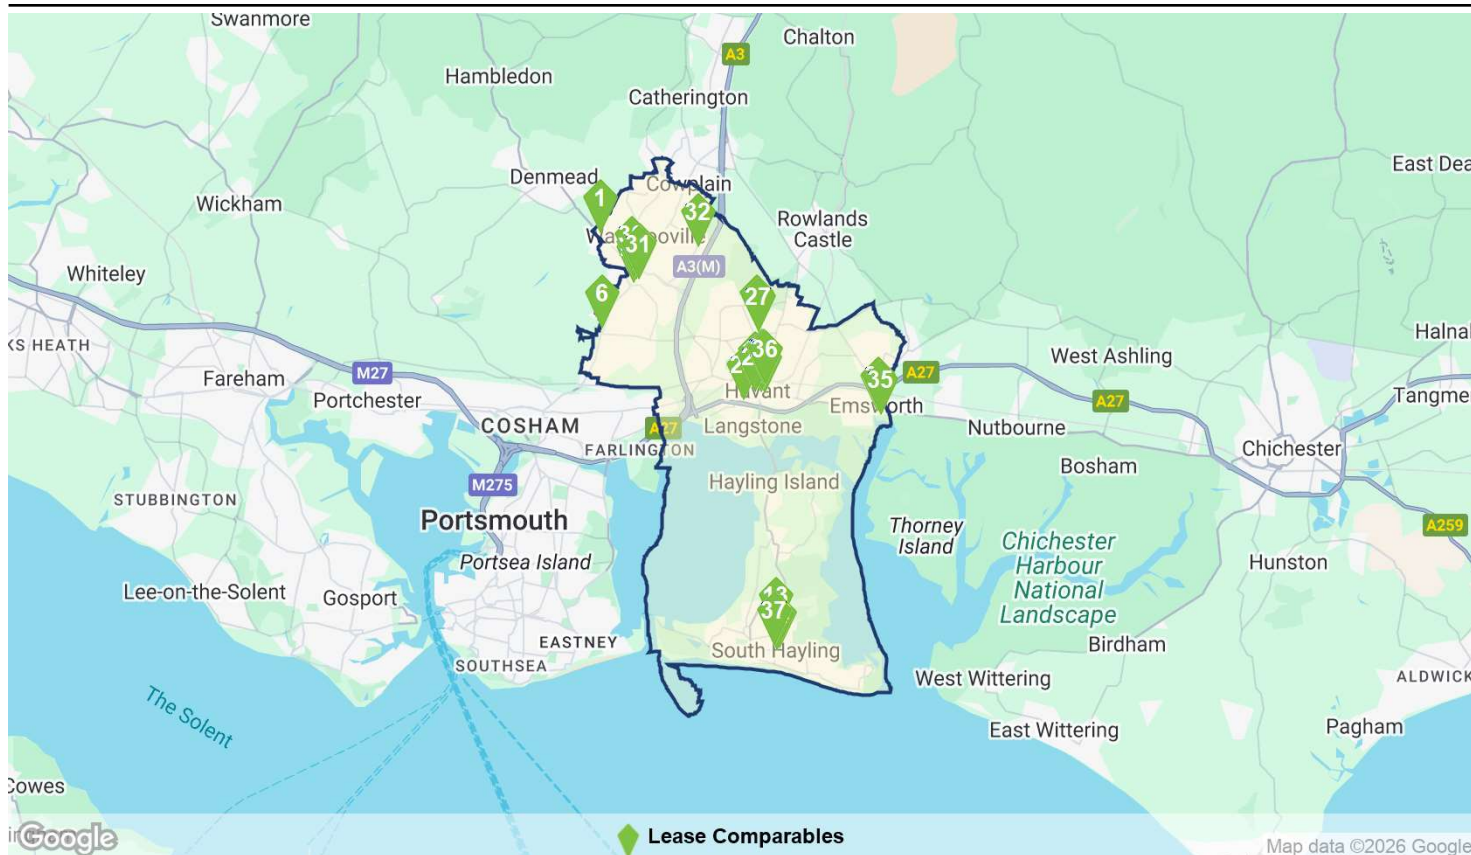 Swanmore
Chalton
A3
Hambledon
Catherington
East Dea
Denmead
Cowplain
1
32
Wickham
Rowlands
Castle
31
Whiteley
A3(M)
6
27
KS HEATH
36
22
Halnal
West Ashling
M27
Fareham
35
A27
Portchester
Havant
Emsworth
A27
Tangme
COSHAM
A27
Langstone
Nutbourne
FARLINGTON
Chichester
Bosham
M275
Hayling Island
STUBBINGTON
Portsmouth
Thorney
Island
A259
Portsea Island
Chichester
Harbour
National
Landscape
Hunston
Lee-on-the-Solent
Gosport
13
37
EASTNEY
South Hayling
Birdham
SOUTHSEA
West Wittering
ALDWICK
The Solent
East Wittering
Pagham
Cowes
Lease Comparables
Google
Map data ©2026 Google